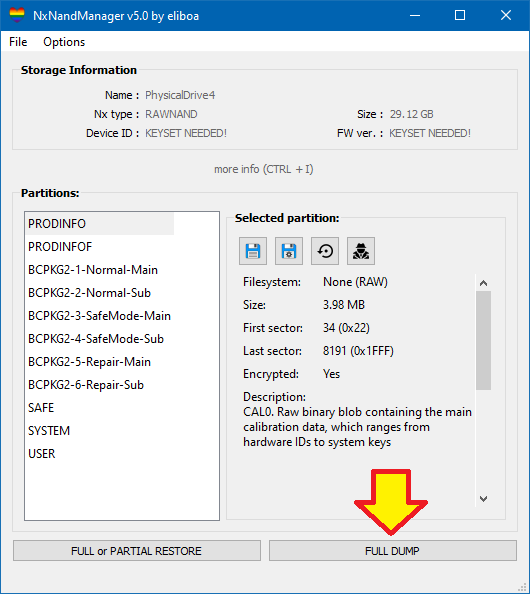 NxNandManager v5.0 by eliboa
File Options
Storage Information
Name : PhysicalDrive4
Nx type : RAWNAND Size : 29.12 GB
Device ID : KEYSET NEEDED! FW ver. : KEYSET NEEDED!
more info (CTRL + I)
Partitions:
PRODINFO
PRODINFOF
BCPKG2-1-Normal-Main
BCPKG2-2-Normal-Sub
BCPKG2-3-SafeMode-Main
BCPKG2-4-SafeMode-Sub
BCPKG2-5-Repair-Main
BCPKG2-6-Repair-Sub
SAFE
SYSTEM
USER
Selected partition:
Filesystem: None (RAW)
Size: 3.98 MB
First sector: 34 (0x22)
Last sector: 8191 (0x1FFF)
Encrypted: Yes
Description:
CAL0. Raw binary blob containing the main
calibration data, which ranges from
hardware IDs to system keys
FULL or PARTIAL RESTORE
FULL DUMP